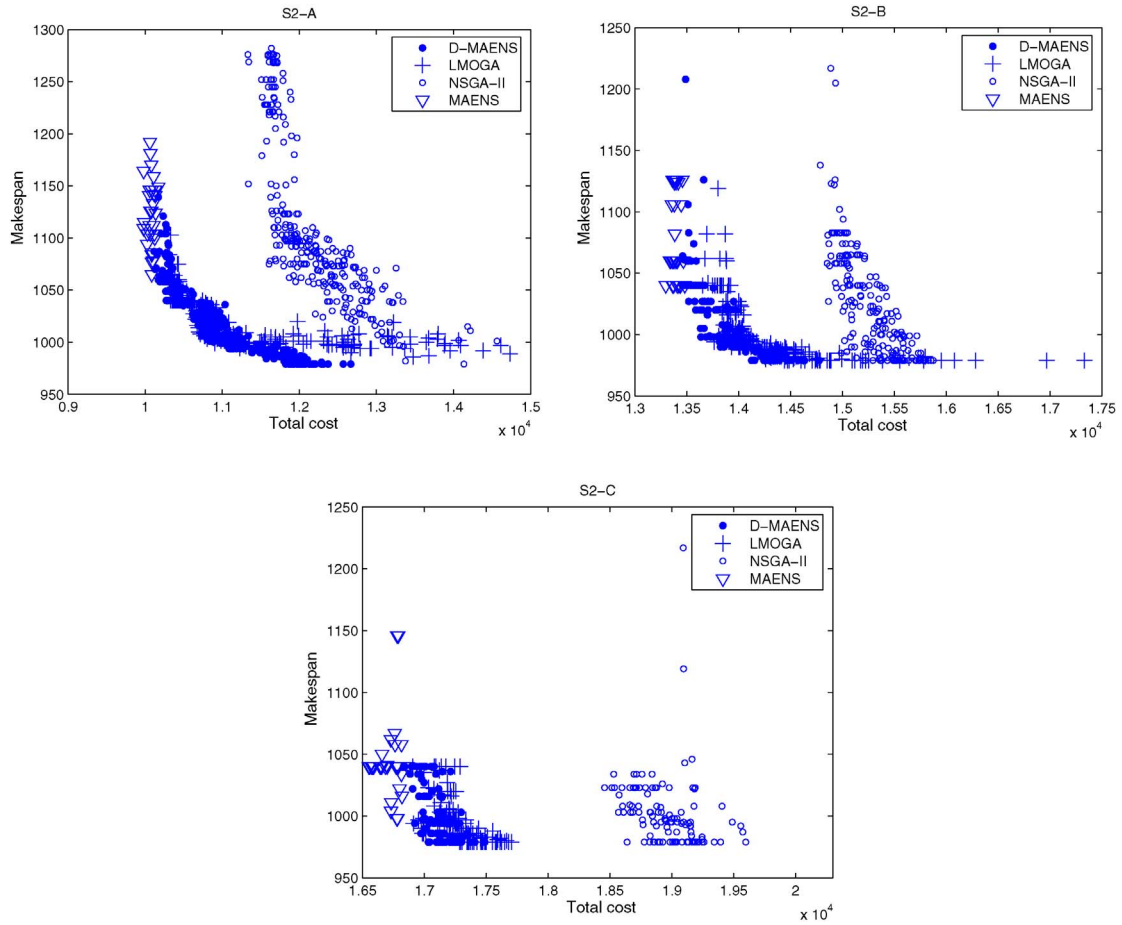 S2-A
1300
1250
1200
1150
1100
1050
1000
950
Makespan
D-MAENS
LMOGA
NSGA-II
MAENS
0.9 1 1.1 1.2 1.3 1.4 1.5
Total cost
x 10^4
S2-B
1250
1200
1150
1100
1050
1000
950
Makespan
D-MAENS
LMOGA
NSGA-II
MAENS
1.3 1.35 1.4 1.45 1.5 1.55 1.6 1.65 1.7 1.75
Total cost
x 10^4
S2-C
1250
1200
1150
1100
1050
1000
950
Makespan
D-MAENS
LMOGA
NSGA-II
MAENS
1.65 1.7 1.75 1.8 1.85 1.9 1.95 2
Total cost
x 10^4